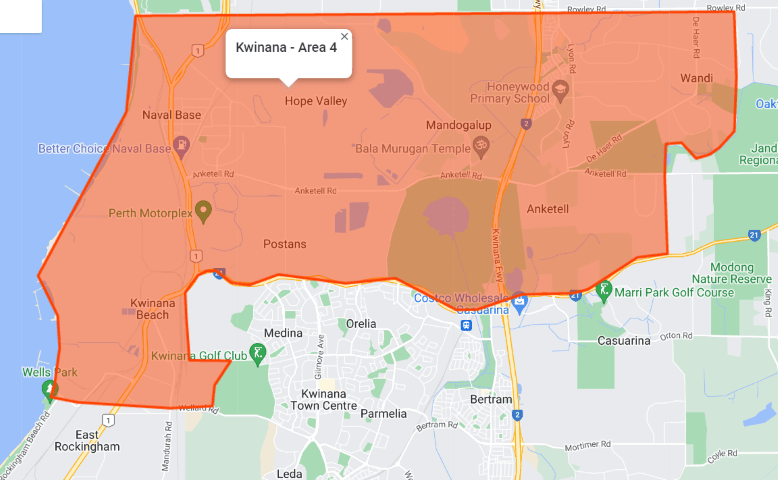 Rowley Rd
Rowley Rd
Kwinana - Area 4
×
1
De Haer Rd
Lyon Rd
Wandi
Honeywood
Primary School
Hope Valley
Oak
Naval Base
2
Mandogalup
Lyon Rd
Better Choice Naval Base
Bala Murugan Temple
De Haer Rd
Jand
Regiona
Anketell Rd
Anketell Rd
Anketell Rd
Anketell Rd
Perth Motorplex
Anketell
Postans
Kwinana Fwy
21
1
Modong
Nature Reserve
King Rd
Kwinana
Beach
Costco Wholesale
Casuarina
21
Marri Park Golf Course
Orelia
Medina
Orton Rd
Casuarina
Kwinana Golf Club
Gilmore Ave
Wells Park
Kwinana
Town Centre
Bertram
Wellard Rd
Parmelia
2
1
East
Rockingham
Rockingham Beach Rd
Mandurah Rd
Bertram Rd
Mortimer Rd
Coyle Rd
Leda